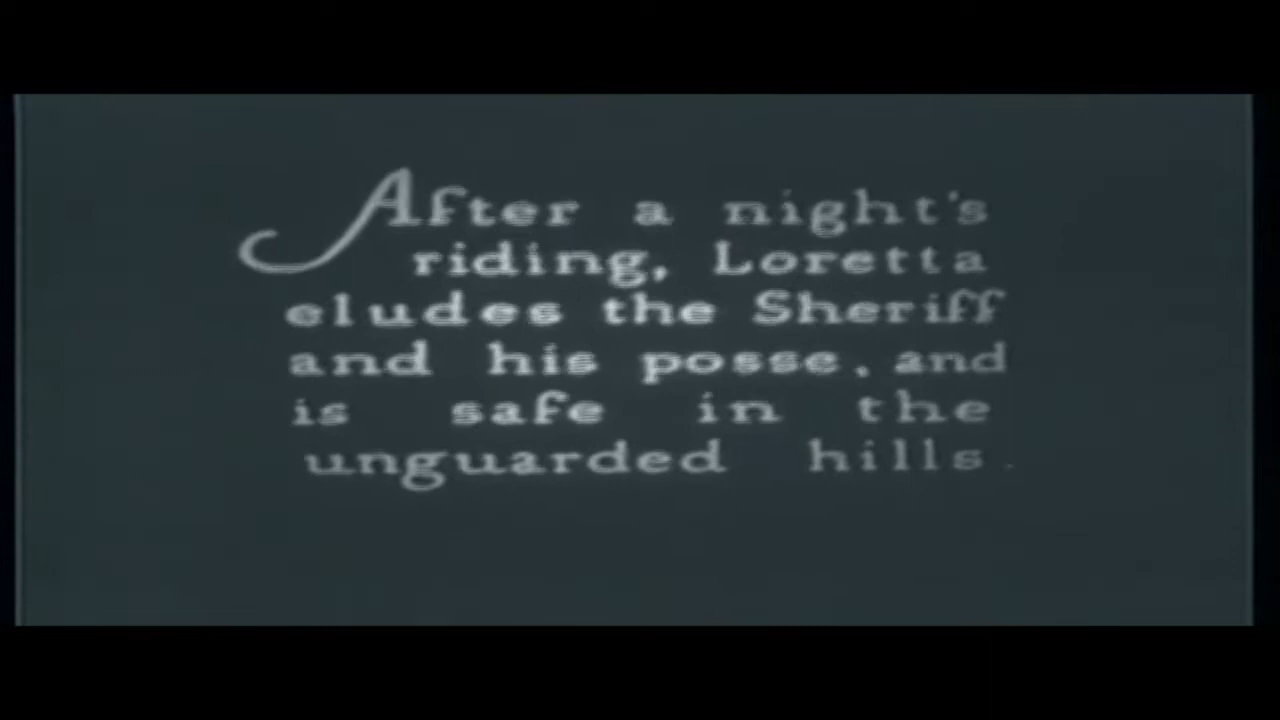 After a night's
riding, Loretta
eludes the Sheriff
and his posse, and
is safe in the
unguarded hills.